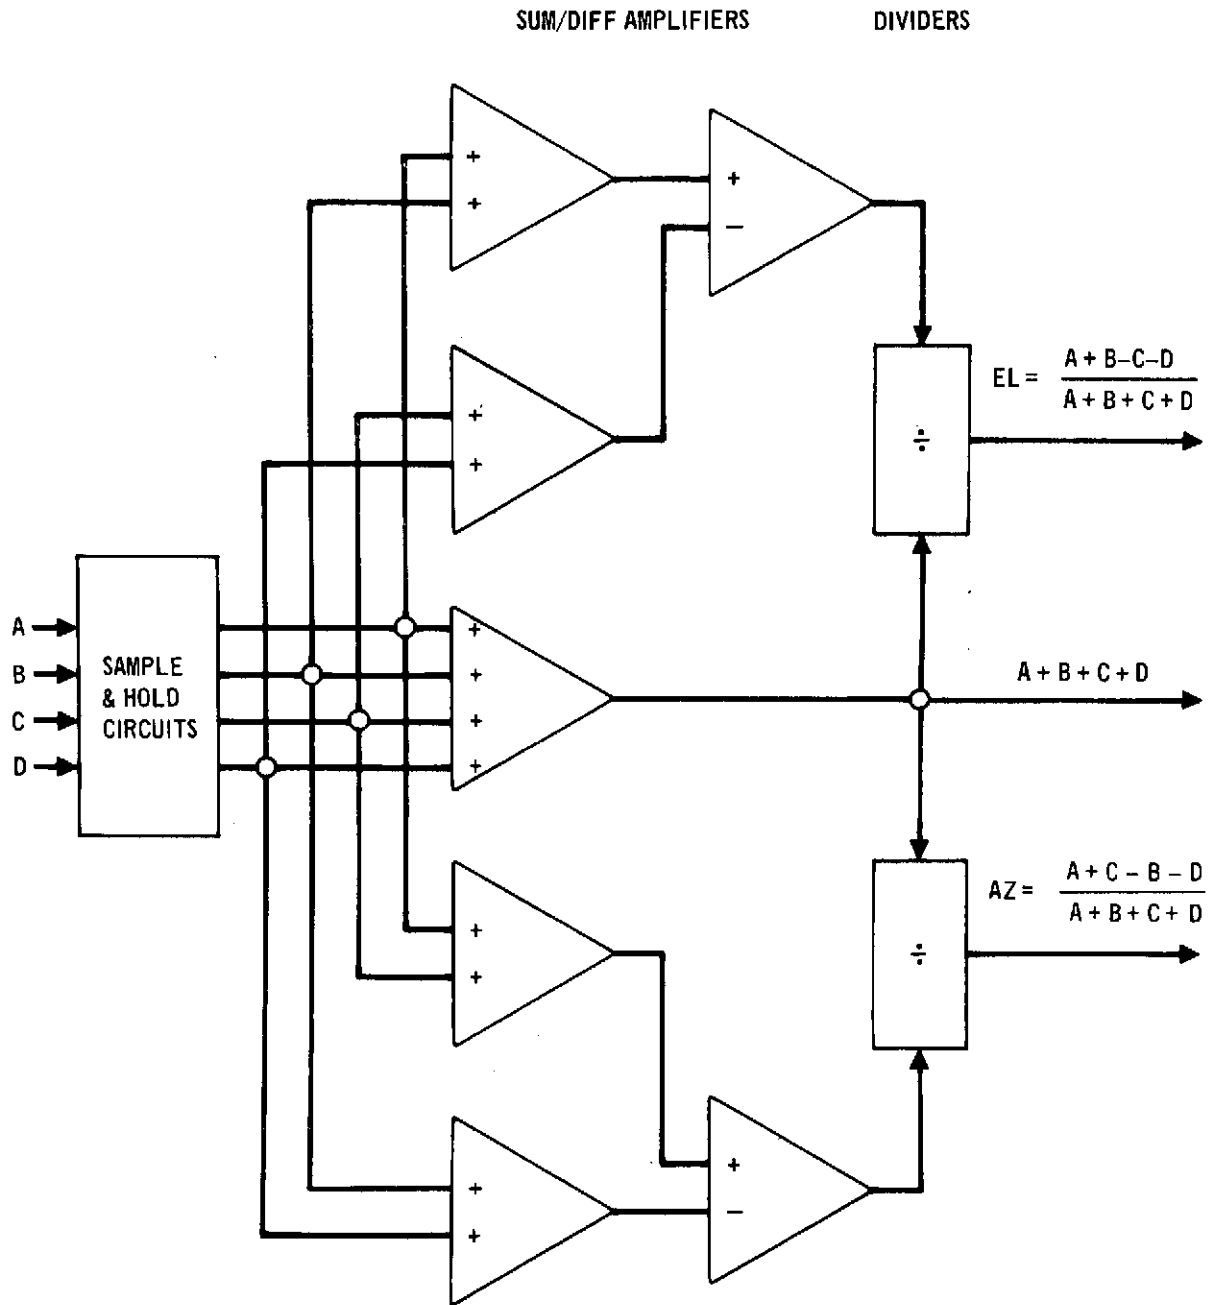 SUM/DIFF AMPLIFIERS DIVIDERS
+
+
+
−
EL = A + B–C–D
A + B + C + D
÷
+
+
A
B
C
D
SAMPLE
& HOLD
CIRCUITS
+
+
+
+
A + B + C + D
AZ = A + C – B – D
A + B + C + D
÷
+
+
+
−
+
+